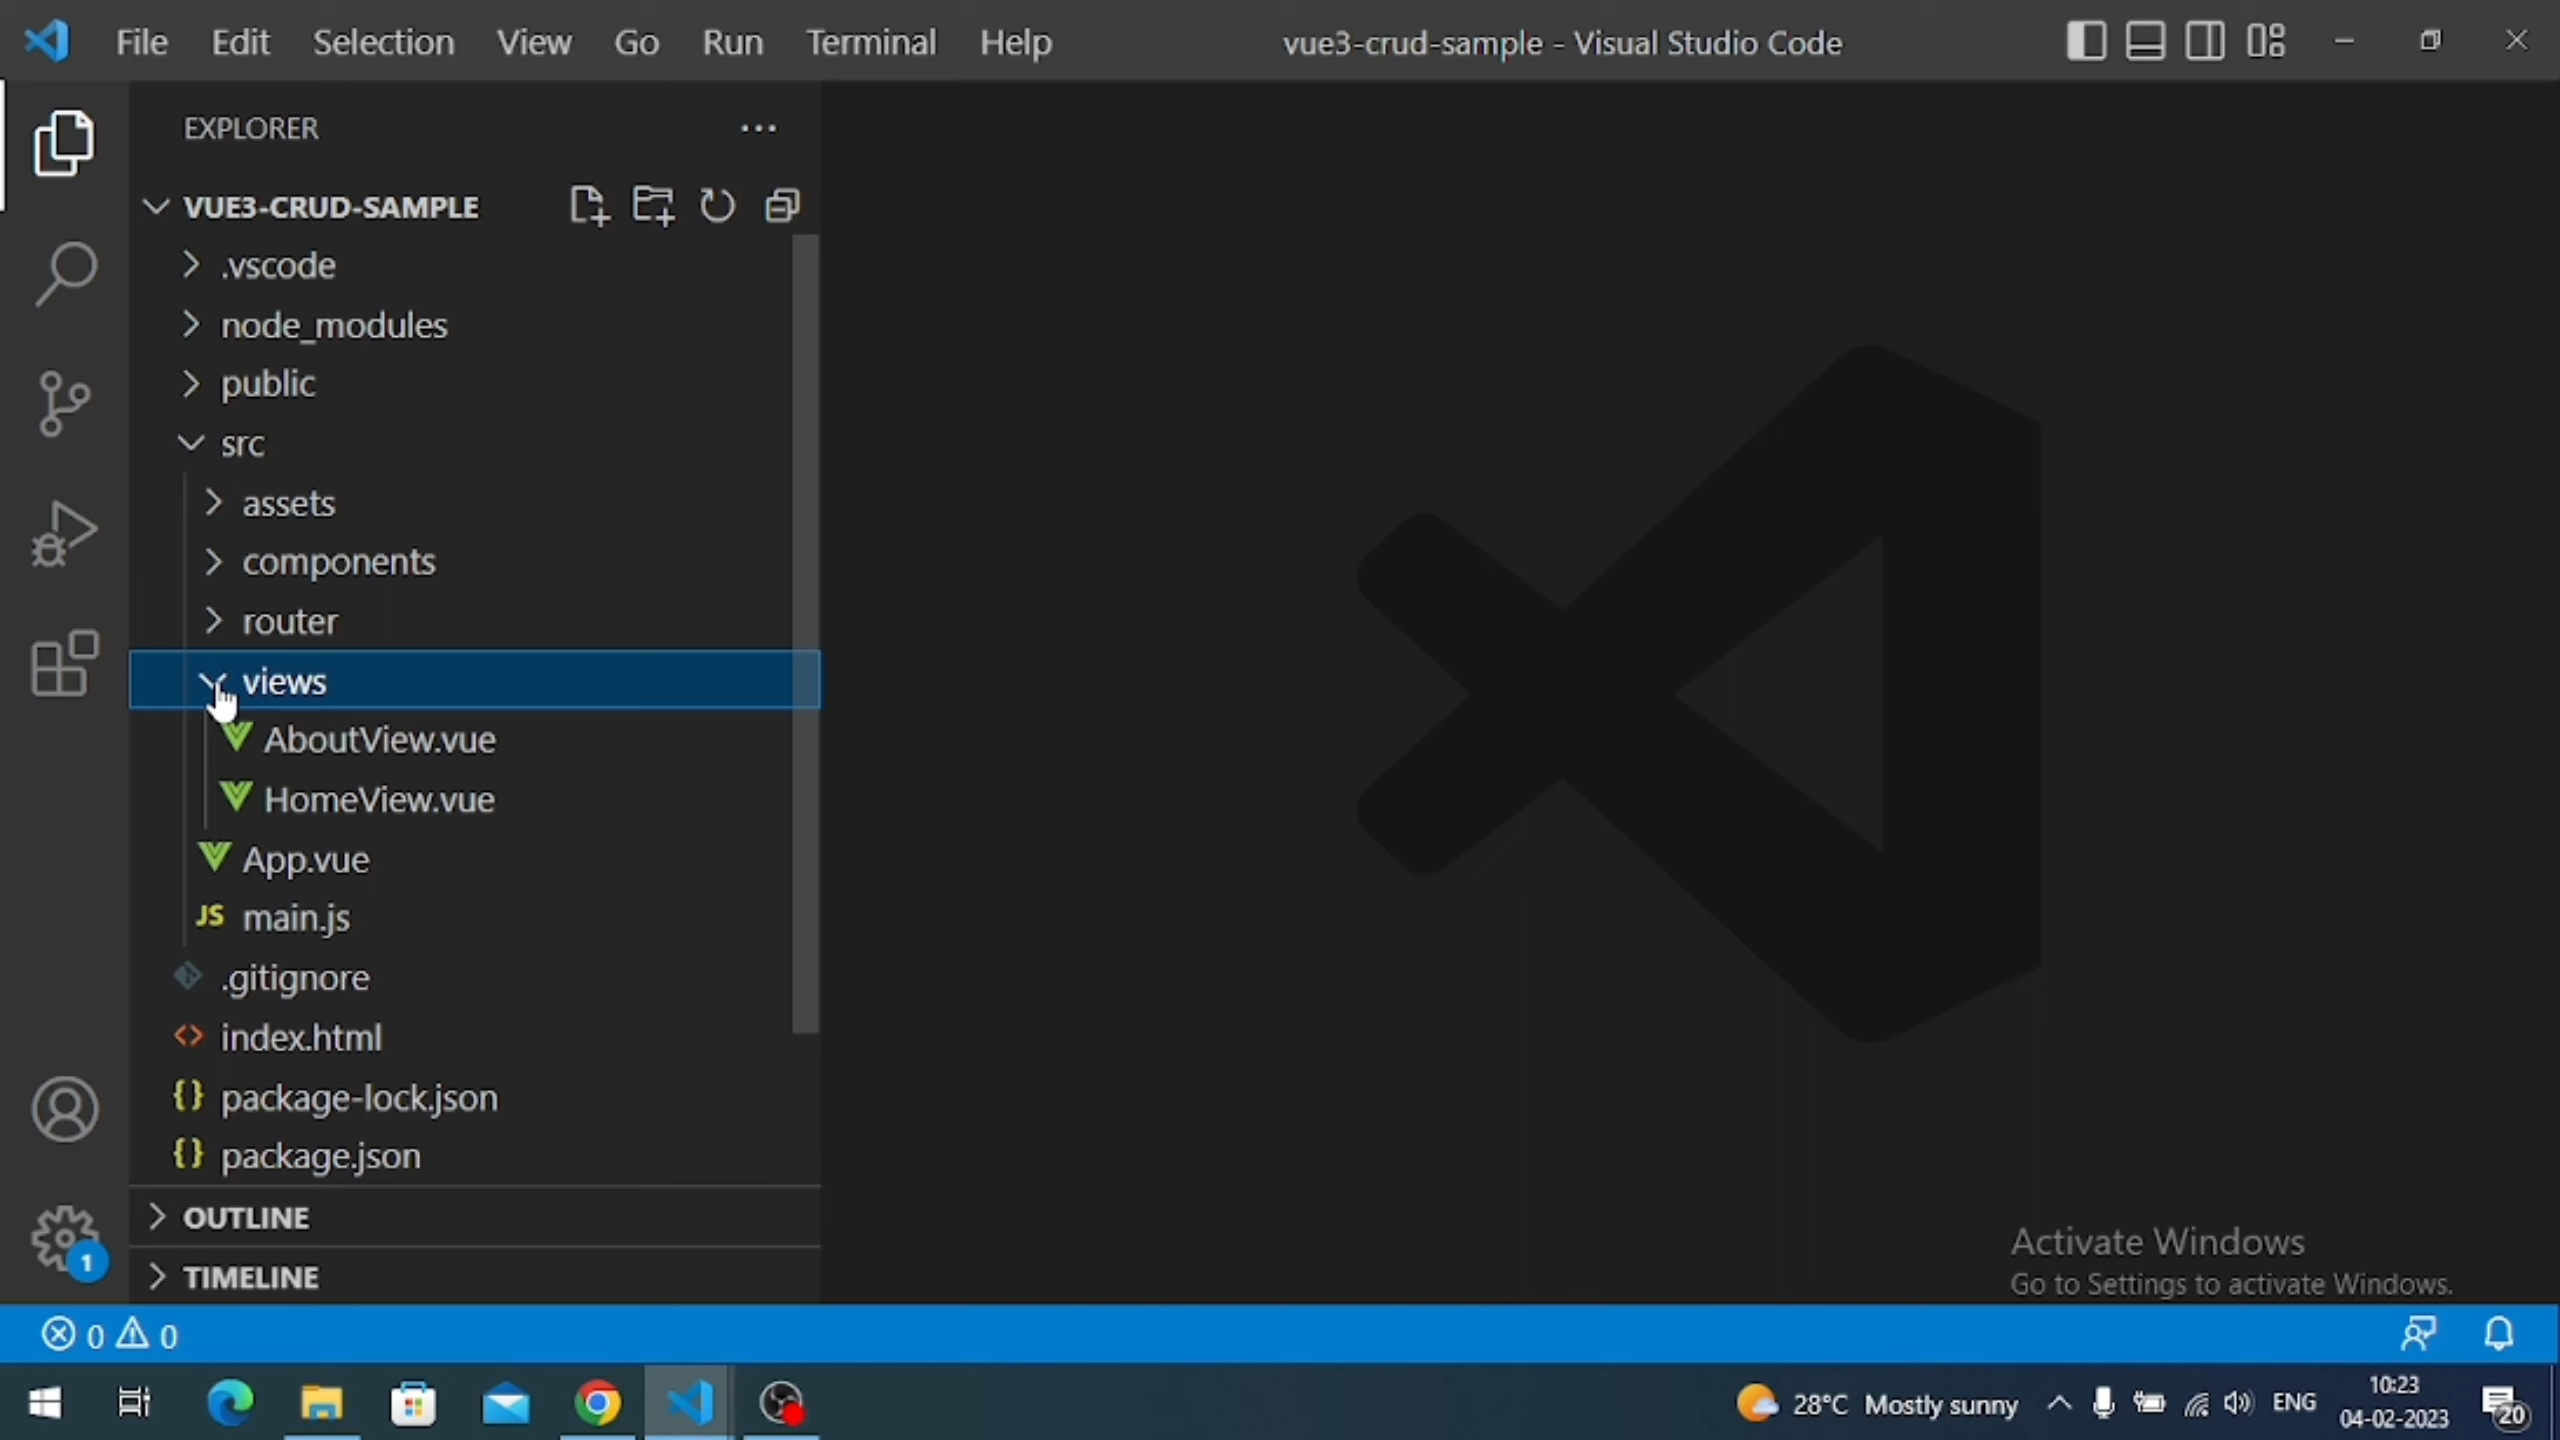 File Edit Selection View Go Run Terminal Help
vue3-crud-sample - Visual Studio Code
EXPLORER
VUE3-CRUD-SAMPLE
.vscode
node_modules
public
src
assets
components
router
views
AboutView.vue
HomeView.vue
App.vue
JS main.js
.gitignore
<> index.html
{} package-lock.json
{} package.json
OUTLINE
TIMELINE
1
Activate Windows
Go to Settings to activate Windows.
0 0
28°C Mostly sunny
ENG
10:23
04-02-2023
20